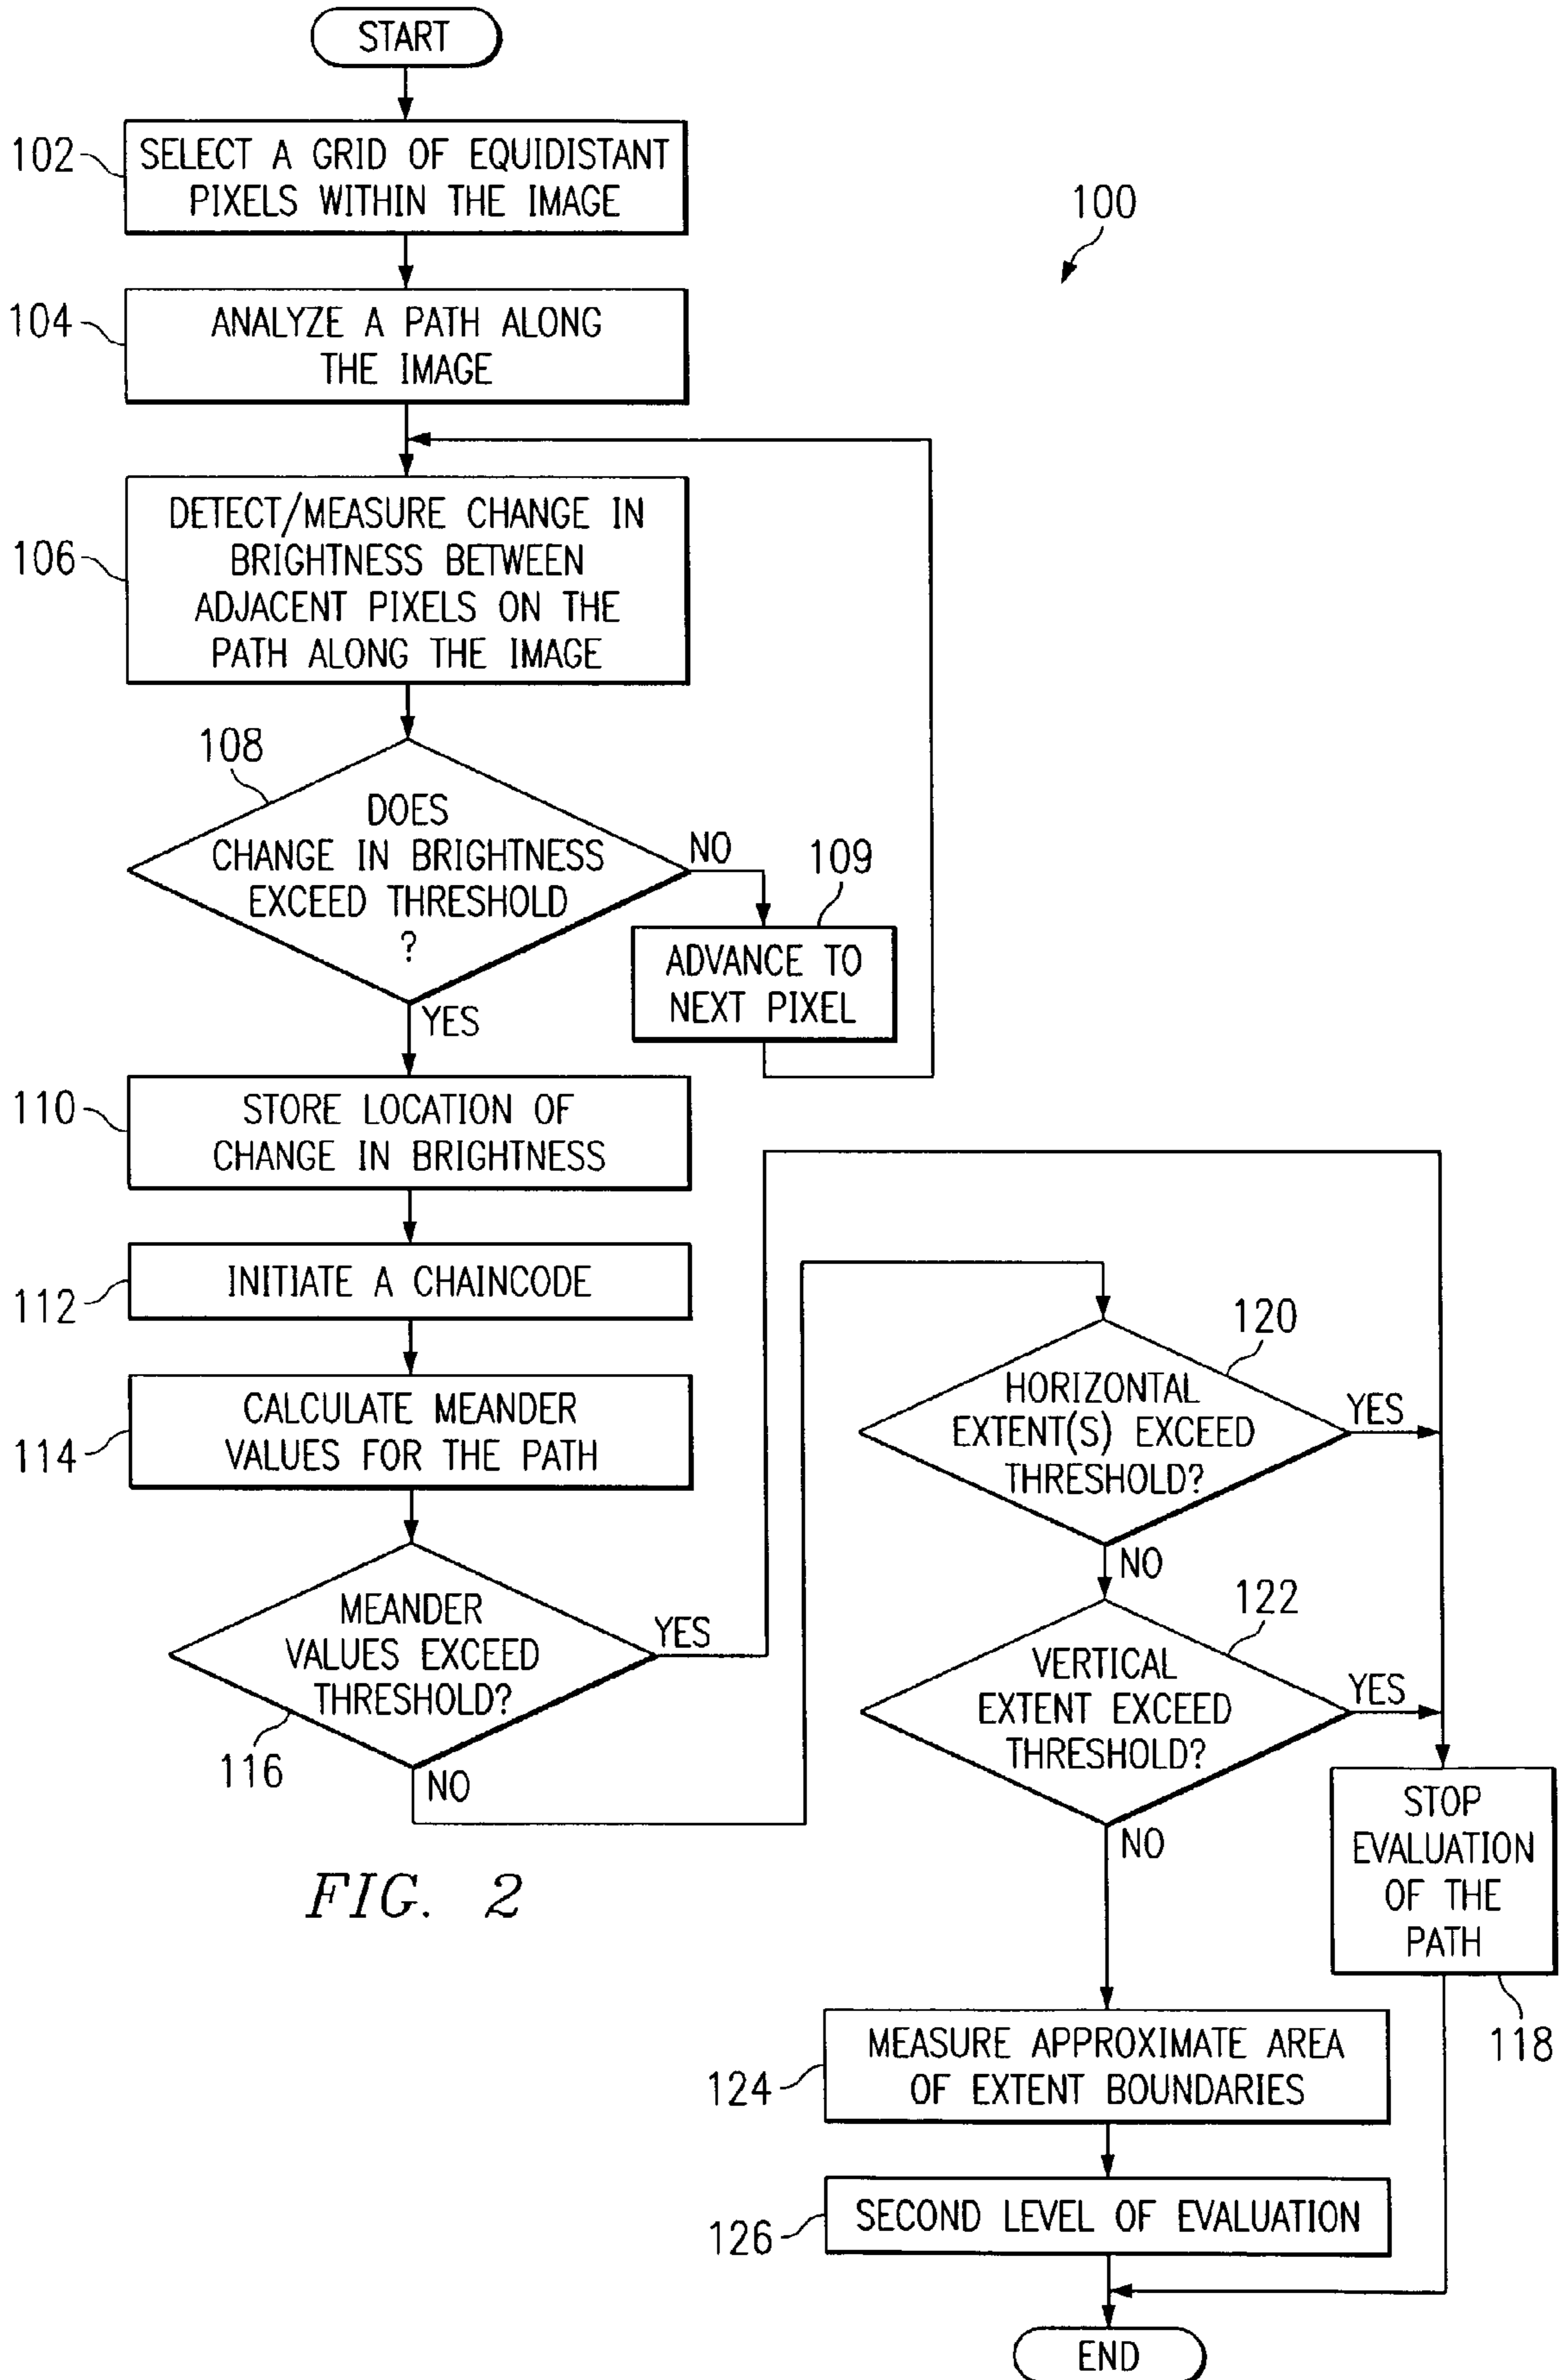 START
102
SELECT A GRID OF EQUIDISTANT
PIXELS WITHIN THE IMAGE
100
104
ANALYZE A PATH ALONG
THE IMAGE
106
DETECT/MEASURE CHANGE IN
BRIGHTNESS BETWEEN
ADJACENT PIXELS ON THE
PATH ALONG THE IMAGE
108
DOES
CHANGE IN BRIGHTNESS
EXCEED THRESHOLD
?
NO
109
ADVANCE TO
NEXT PIXEL
YES
110
STORE LOCATION OF
CHANGE IN BRIGHTNESS
112
INITIATE A CHAINCODE
114
CALCULATE MEANDER
VALUES FOR THE PATH
MEANDER
VALUES EXCEED
THRESHOLD?
YES
116
NO
120
HORIZONTAL
EXTENT(S) EXCEED
THRESHOLD?
YES
NO
122
VERTICAL
EXTENT EXCEED
THRESHOLD?
YES
NO
STOP
EVALUATION
OF THE
PATH
118
FIG. 2
124
MEASURE APPROXIMATE AREA
OF EXTENT BOUNDARIES
126
SECOND LEVEL OF EVALUATION
END